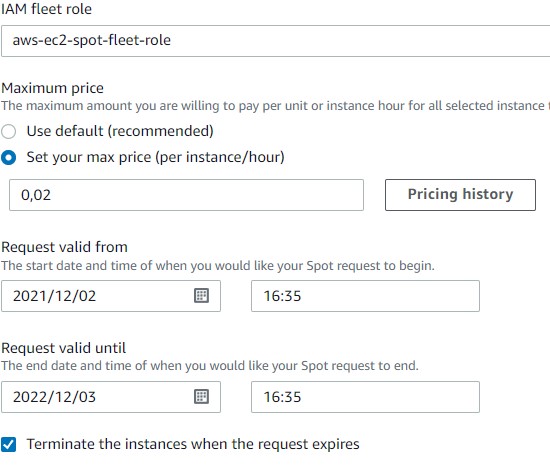 IAM fleet role
aws-ec2-spot-fleet-role
Maximum price
The maximum amount you are willing to pay per unit or instance hour for all selected instance
Use default (recommended)
Set your max price (per instance/hour)
0,02 Pricing history
Request valid from
The start date and time of when you would like your Spot request to begin.
2021/12/02 16:35
Request valid until
The end date and time of when you would like your Spot request to end.
2022/12/03 16:35
Terminate the instances when the request expires